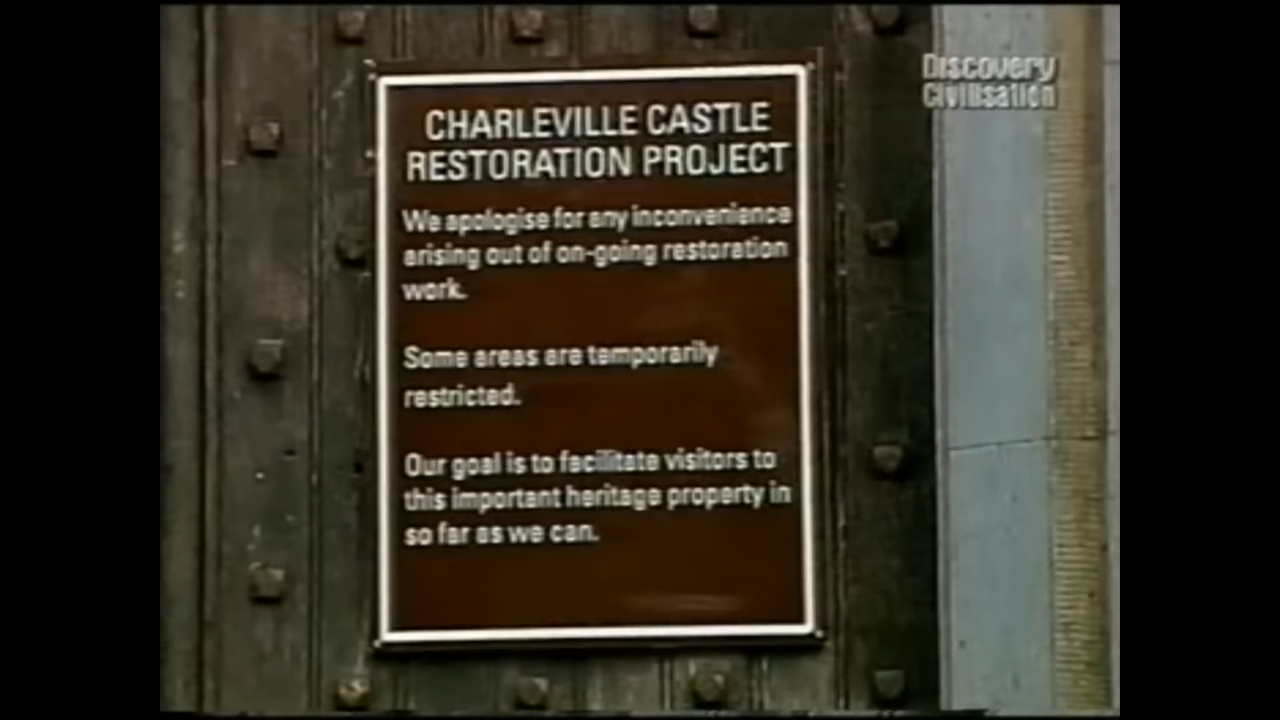 Discovery
Civilisation
CHARLEVILLE CASTLE
RESTORATION PROJECT
We apologise for any inconvenience
arising out of on-going restoration
work.
Some areas are temporarily
restricted.
Our goal is to facilitate visitors to
this important heritage property in
so far as we can.